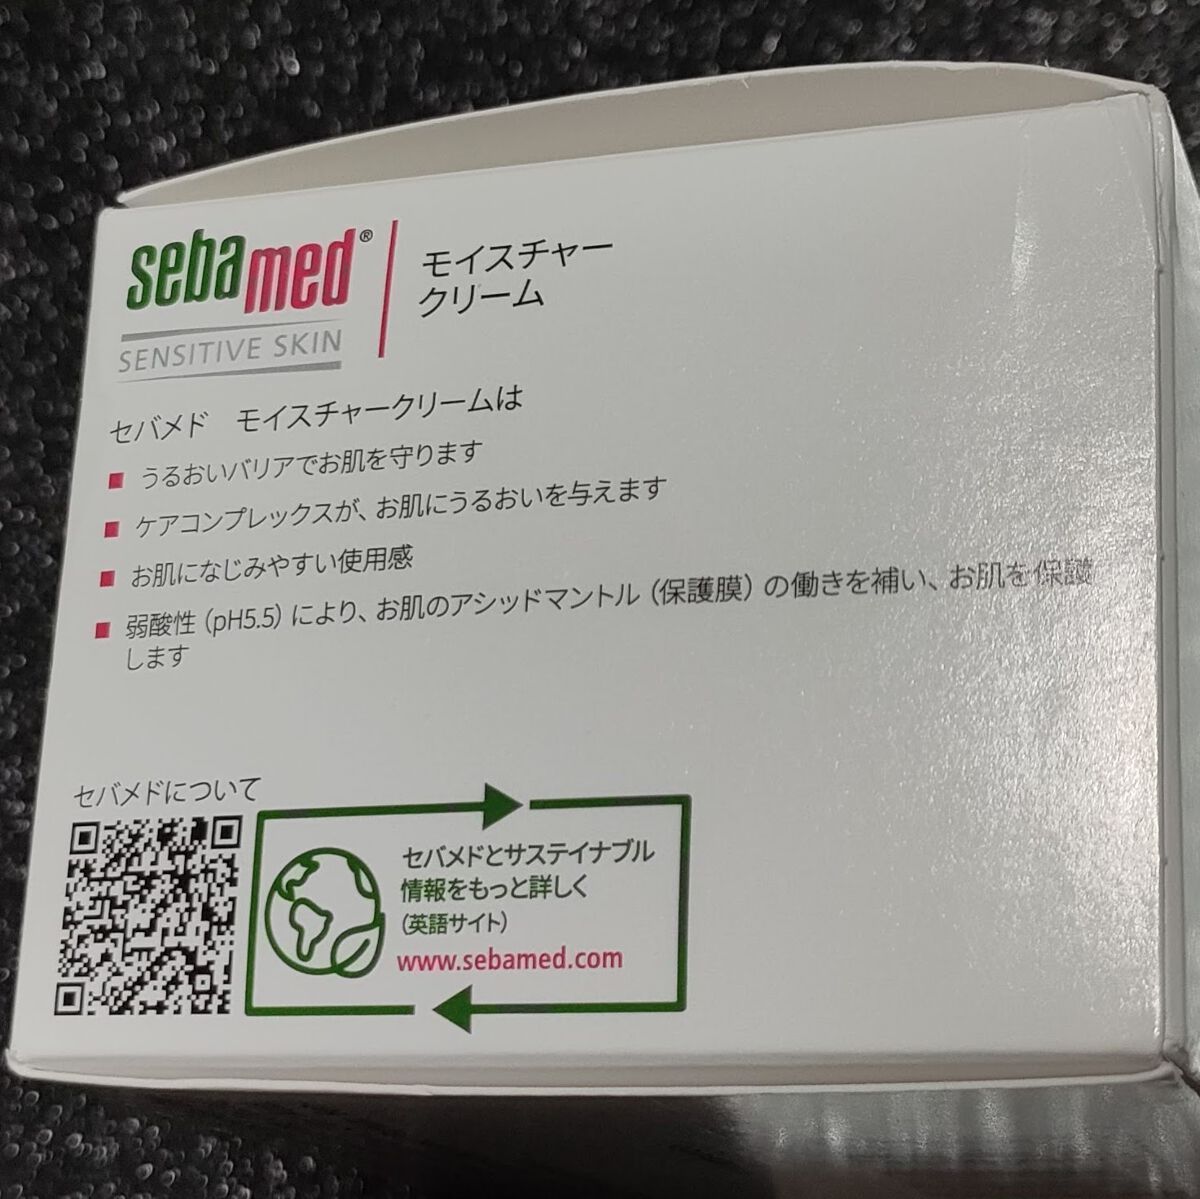 sebamed®
SENSITIVE SKIN
モイスチャー
クリーム
セバメド　モイスチャークリームは
うるおいバリアでお肌を守ります
ケアコンプレックスが、お肌にうるおいを与えます
お肌になじみやすい使用感
弱酸性（pH5.5）により、お肌のアシッドマントル（保護膜）の働きを補い、お肌を保護
します
セバメドについて
セバメドとサステイナブル
情報をもっと詳しく
（英語サイト）
www.sebamed.com